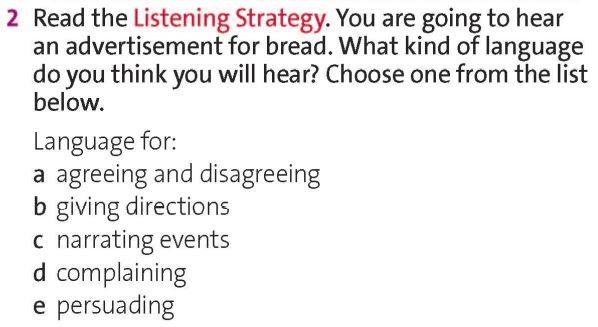 2 Read the Listening Strategy. You are going to hear
an advertisement for bread. What kind of language
do you think you will hear? Choose one from the list
below.
Language for:
a agreeing and disagreeing
b giving directions
c narrating events
d complaining
e persuading